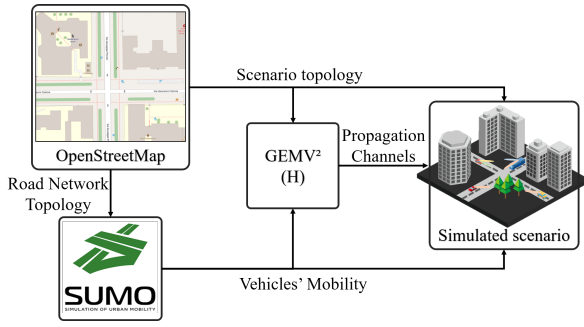 OpenStreetMap
Scenario topology
GEMV²
(H)
Propagation
Channels
Simulated scenario
Road Network
Topology
SUMO
SIMULATION OF URBAN MOBILITY
Vehicles' Mobility